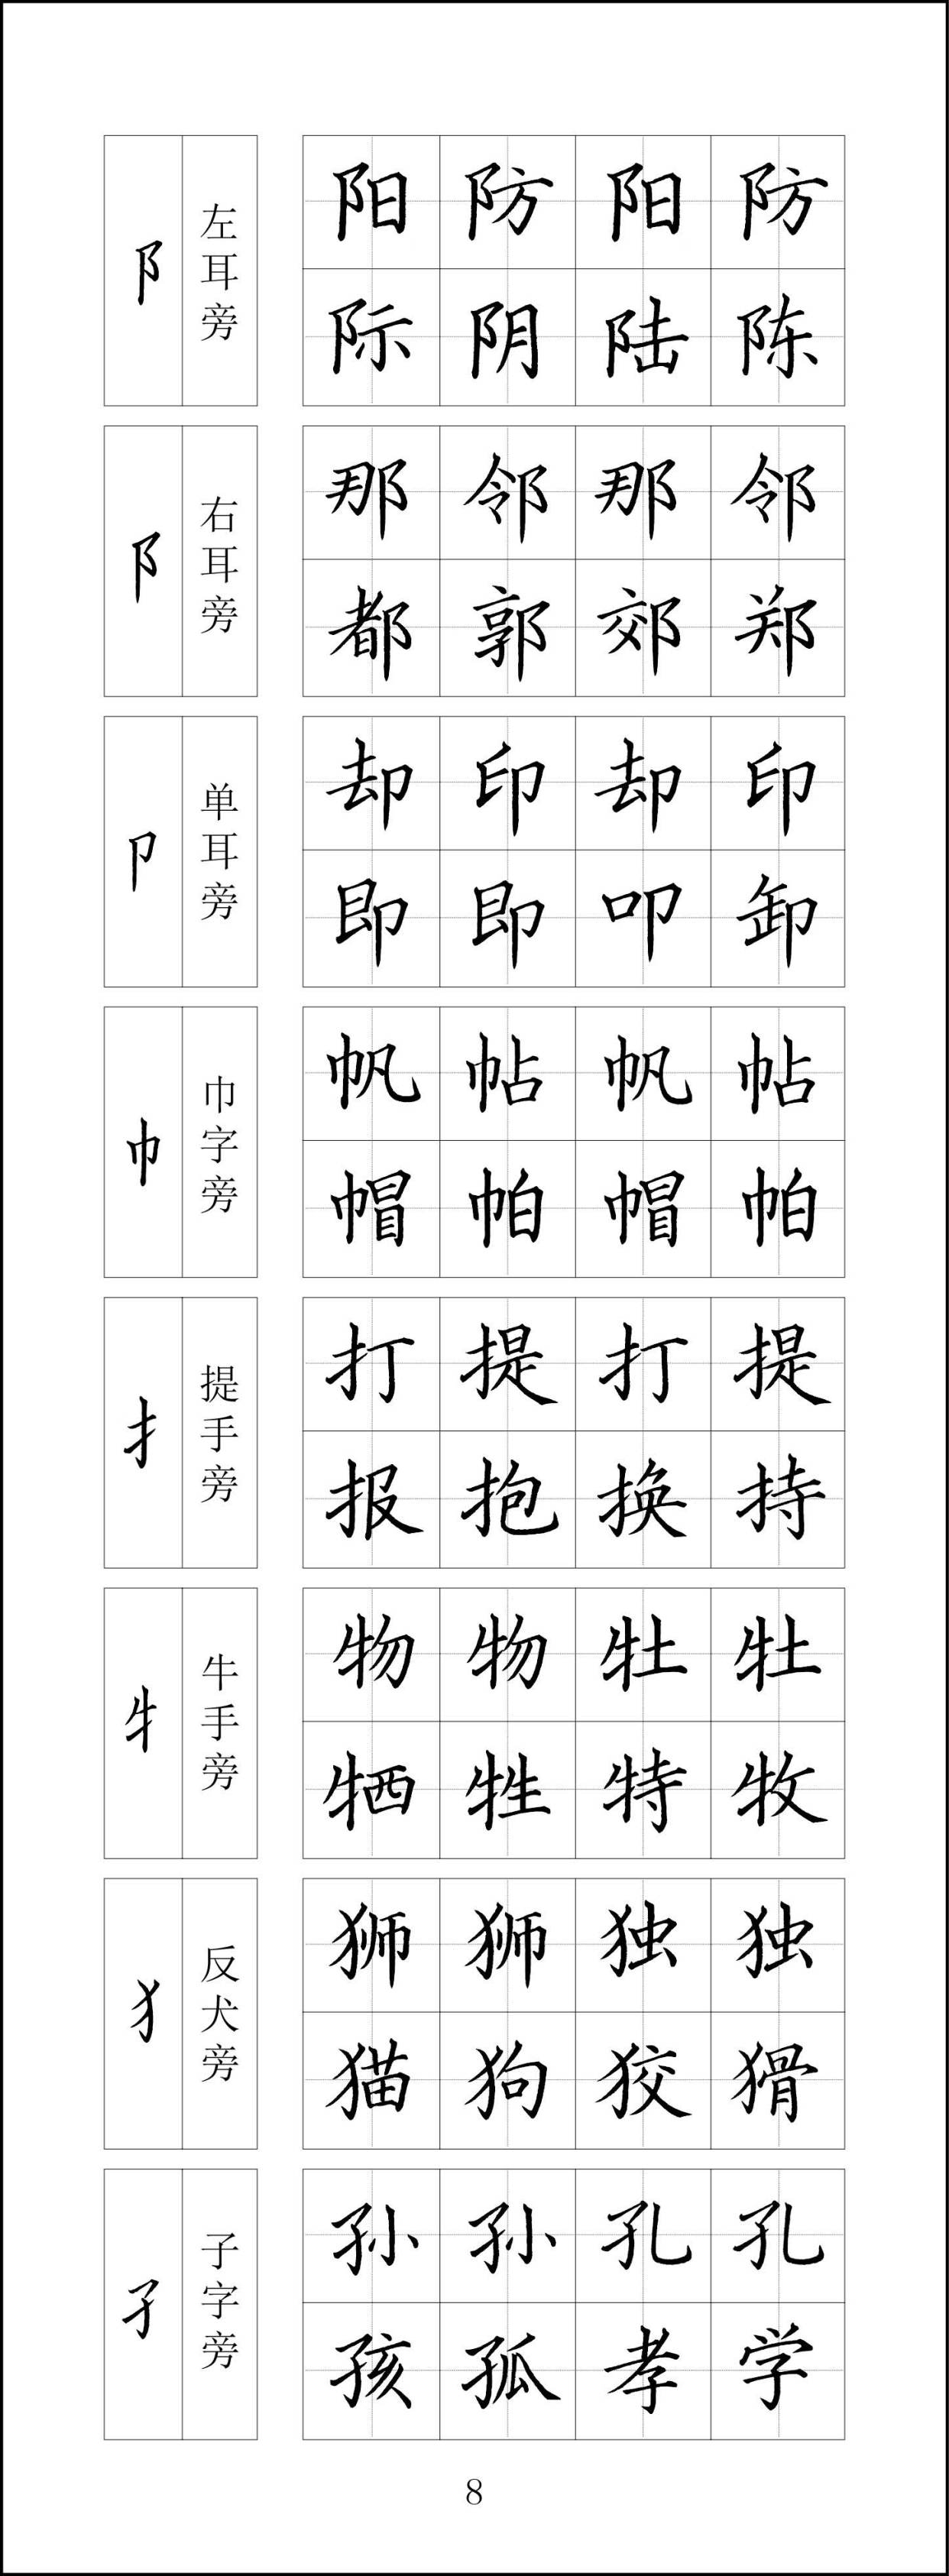 阝
左耳旁
阳防阳防
际阴陆陈
阝
右耳旁
那邻那邻
都郭郊郑
卩
单耳旁
却印却印
即即叩卸
巾
巾字旁
帆帖帆帖
帽帕帽帕
扌
提手旁
打提打提
报抱换持
牜
牛手旁
物物牡牡
牺牲特牧
犭
反犬旁
狮狮独独
猫狗狡猾
孑
子字旁
孙孙孔孔
孩孤孝学
8